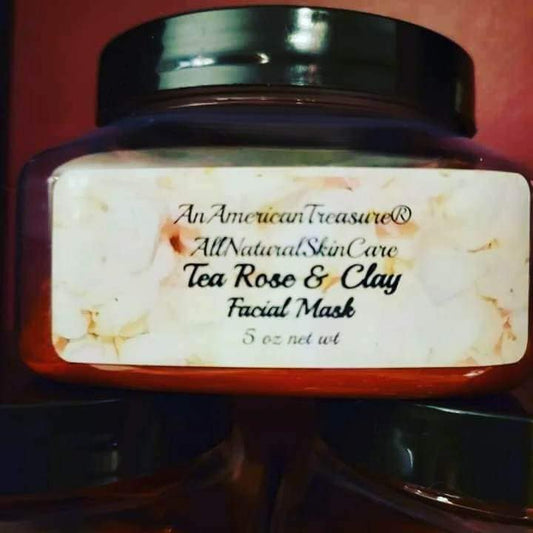 AnAmericanTreasure®
AllNaturalSkinCare
Tea Rose & Clay
Facial Mask
5 oz net wt